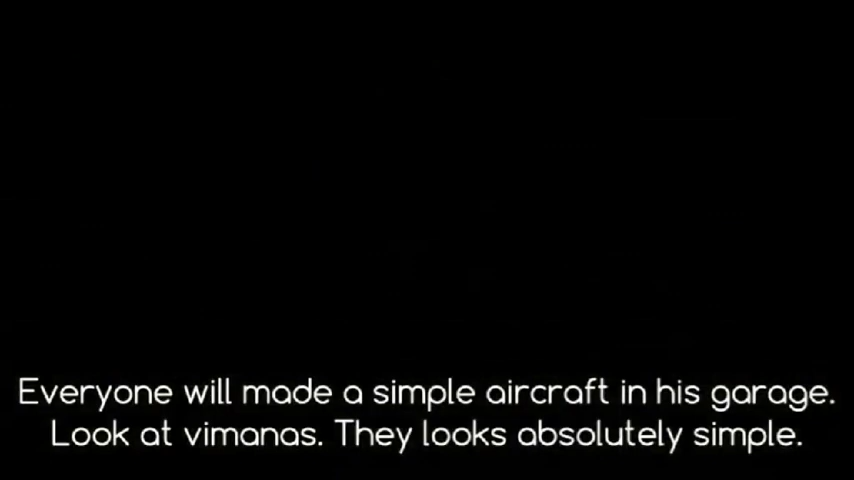 Everyone will made a simple aircraft in his garage.
Look at vimanas. They looks absolutely simple.